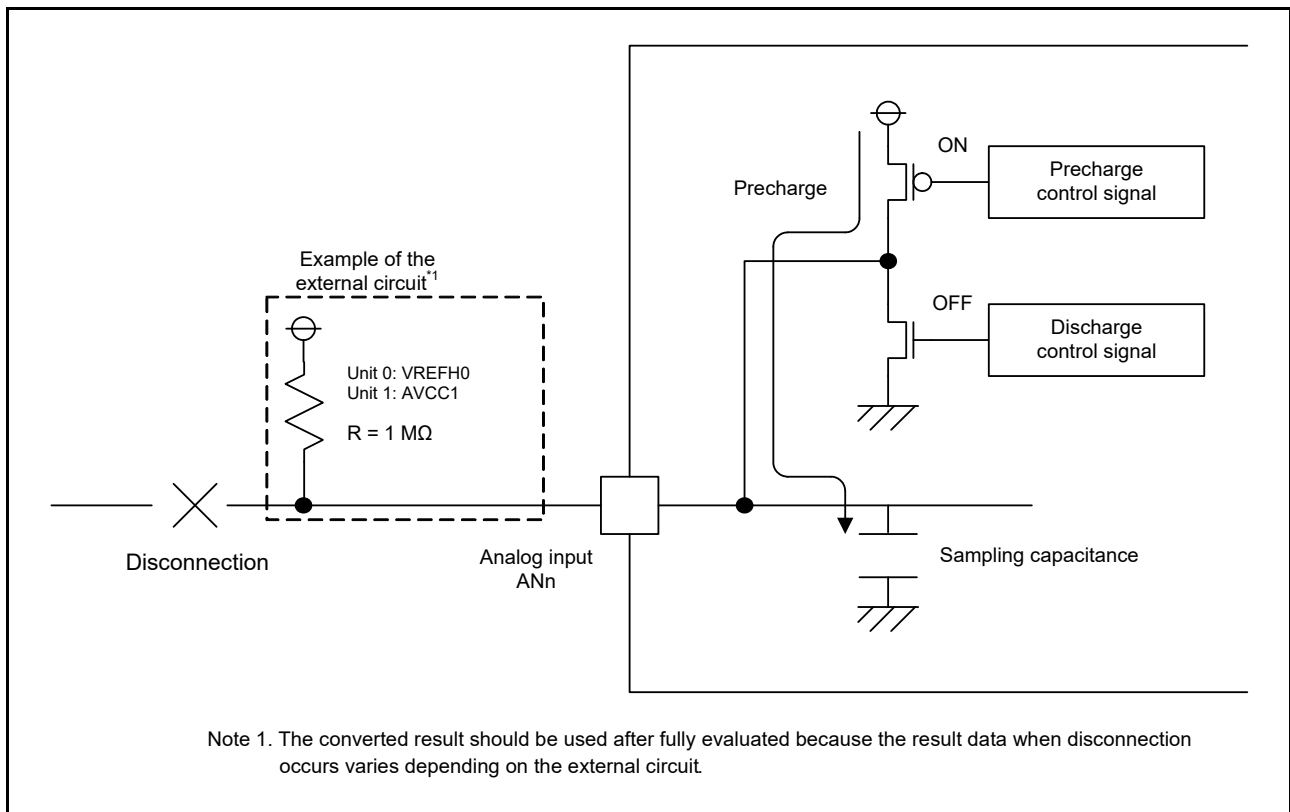 ON
Precharge
control signal
Precharge
Example of the
external circuit*1
OFF
Discharge
control signal
Unit 0: VREFH0
Unit 1: AVCC1
R = 1 MΩ
Disconnection
Analog input
ANn
Sampling capacitance
Note 1. The converted result should be used after fully evaluated because the result data when disconnection
occurs varies depending on the external circuit.